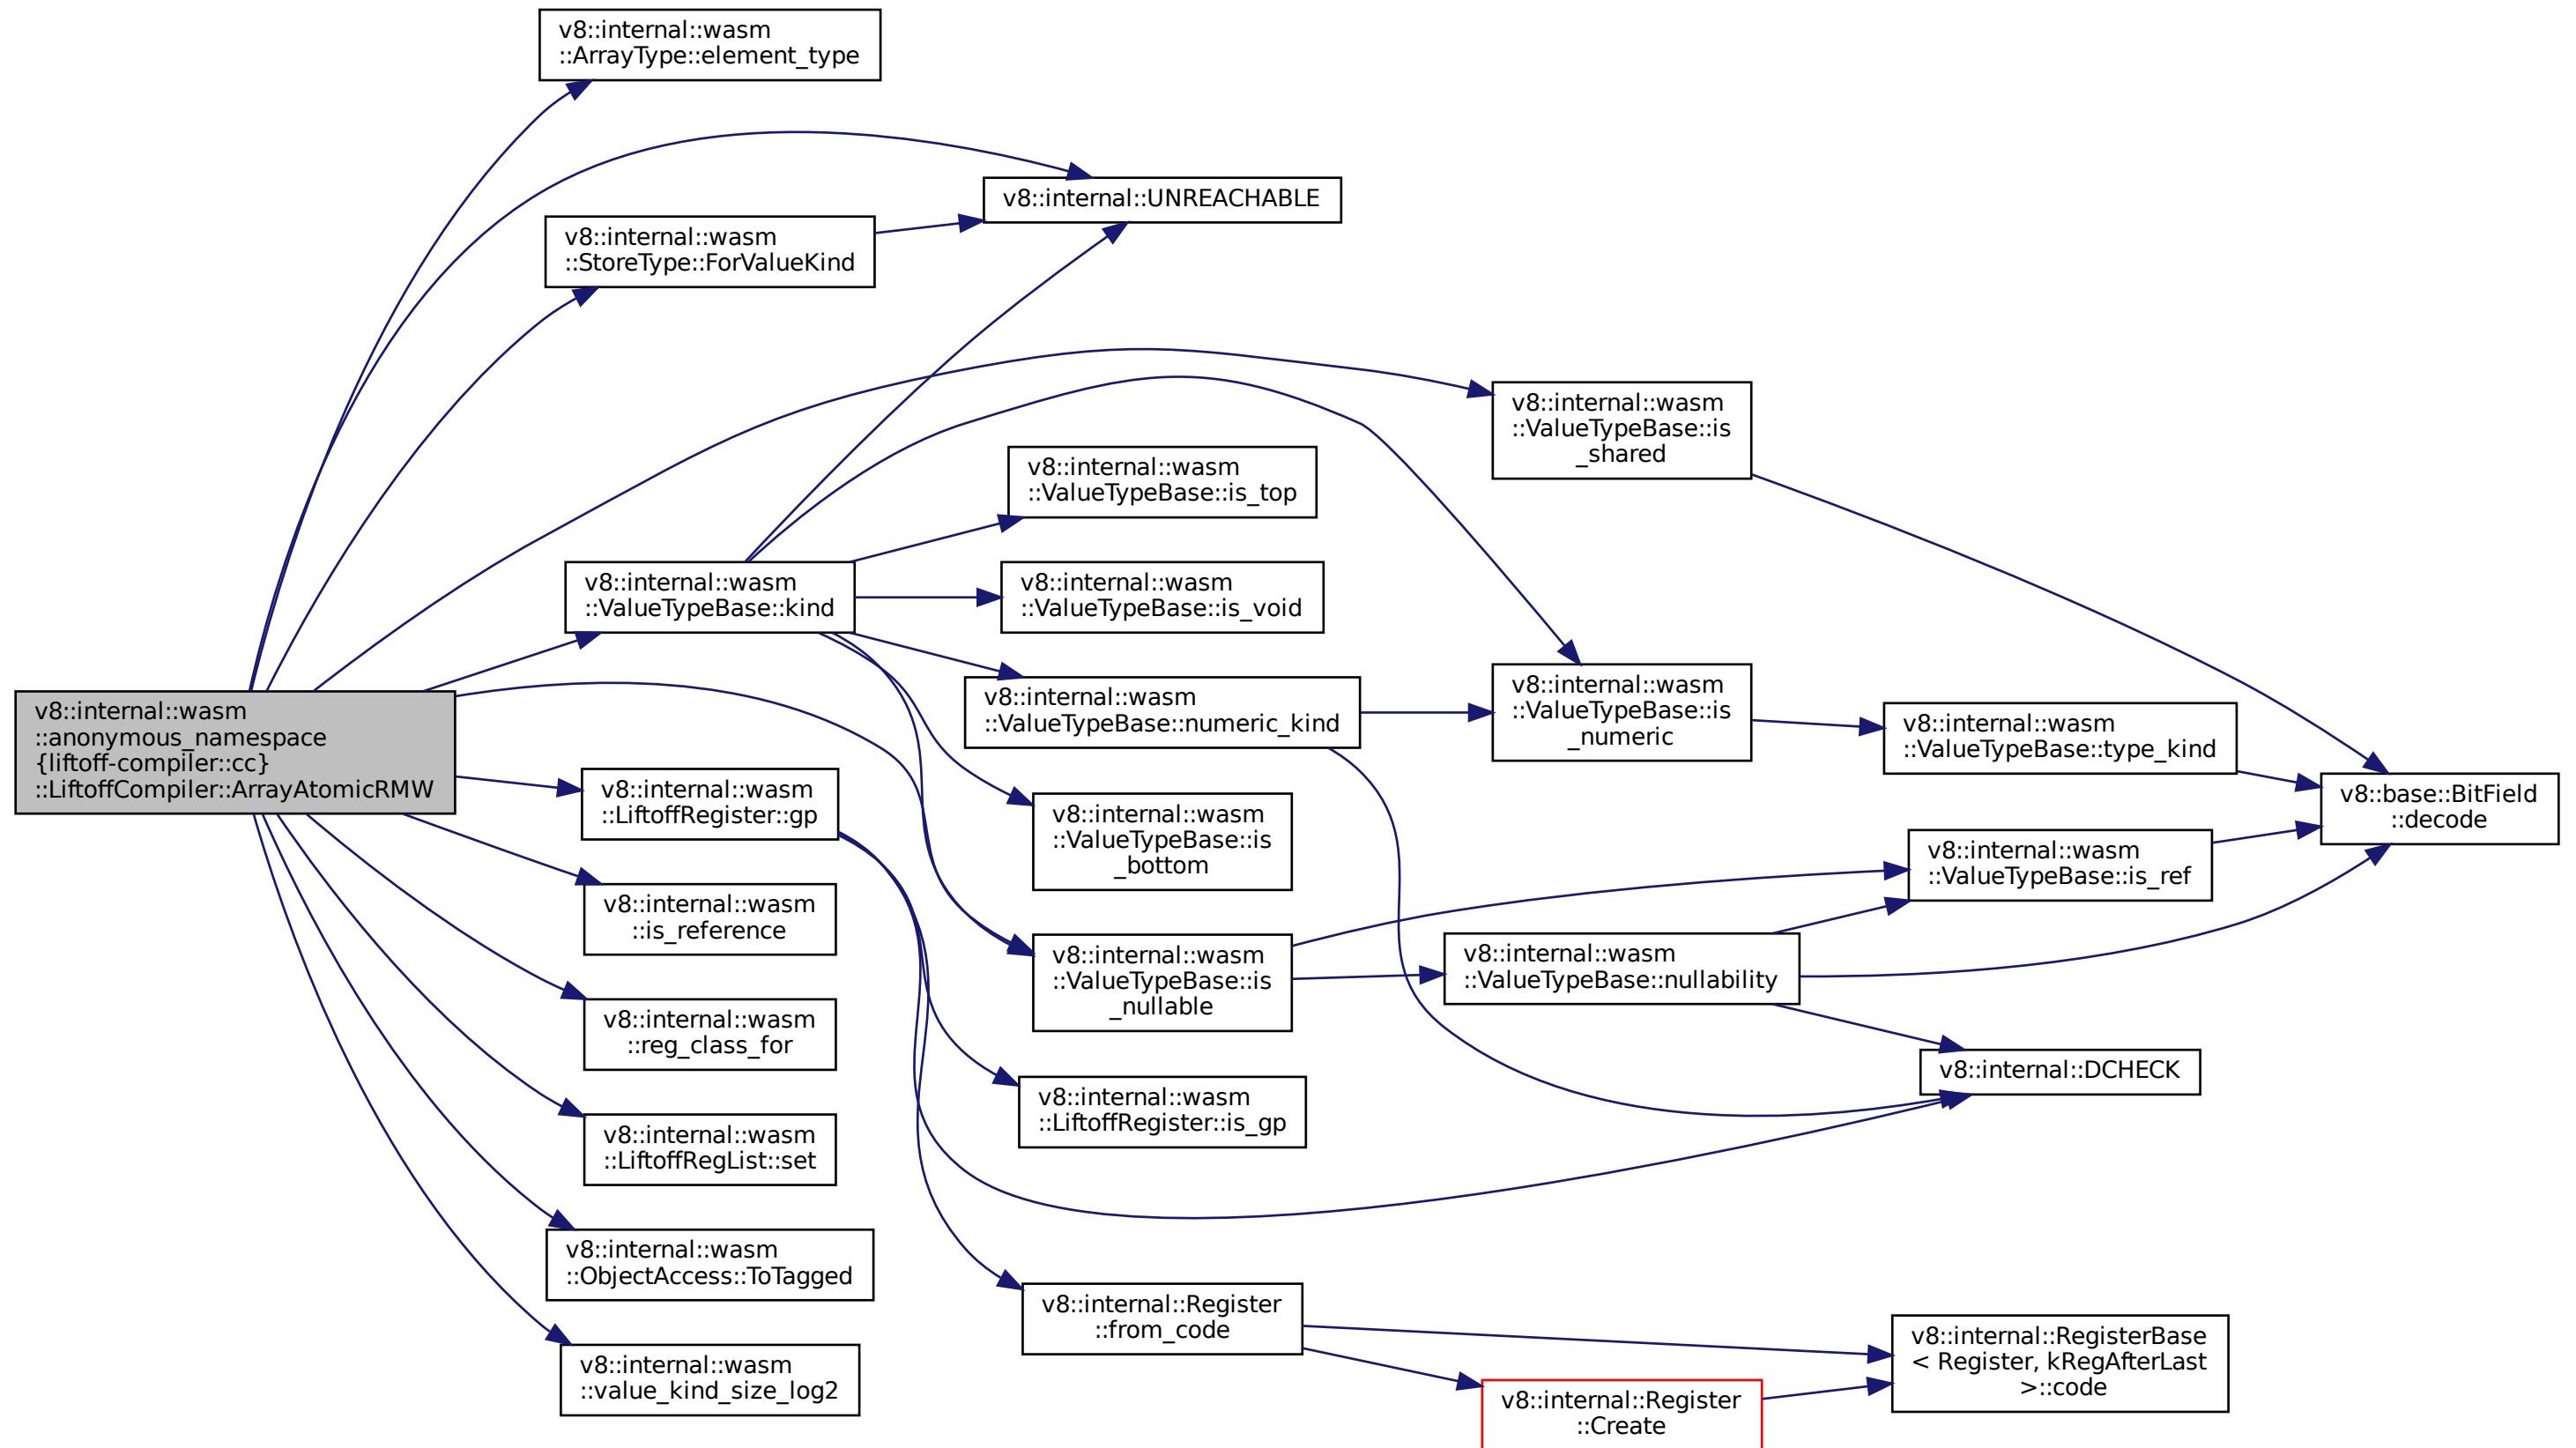 v8::internal::wasm
::ArrayType::element_type
v8::internal::UNREACHABLE
v8::internal::wasm
::StoreType::ForValueKind
v8::internal::wasm
::ValueTypeBase::is
_shared
v8::internal::wasm
::ValueTypeBase::is_top
v8::internal::wasm
::ValueTypeBase::kind
v8::internal::wasm
::ValueTypeBase::is_void
v8::internal::wasm
::ValueTypeBase::numeric_kind
v8::internal::wasm
::ValueTypeBase::is
_numeric
v8::internal::wasm
::ValueTypeBase::type_kind
v8::internal::wasm
::anonymous_namespace
{liftoff-compiler::cc}
::LiftoffCompiler::ArrayAtomicRMW
v8::internal::wasm
::LiftoffRegister::gp
v8::internal::wasm
::ValueTypeBase::is
_bottom
v8::base::BitField
::decode
v8::internal::wasm
::ValueTypeBase::is_ref
v8::internal::wasm
::is_reference
v8::internal::wasm
::ValueTypeBase::is
_nullable
v8::internal::wasm
::ValueTypeBase::nullability
v8::internal::wasm
::reg_class_for
v8::internal::DCHECK
v8::internal::wasm
::LiftoffRegister::is_gp
v8::internal::wasm
::LiftoffRegList::set
v8::internal::wasm
::ObjectAccess::ToTagged
v8::internal::Register
::from_code
v8::internal::RegisterBase
< Register, kRegAfterLast
>::code
v8::internal::wasm
::value_kind_size_log2
v8::internal::Register
::Create